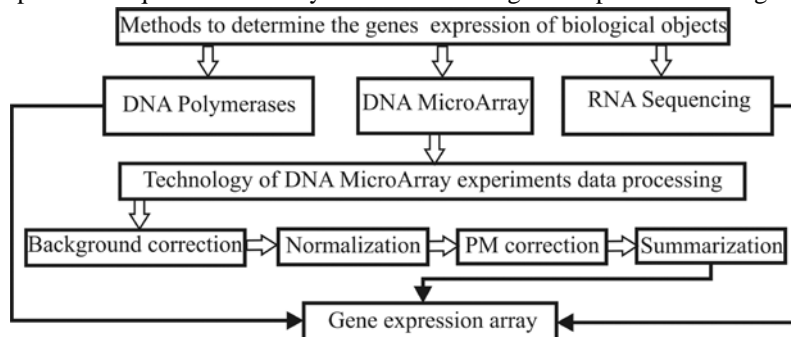 Methods to determine the genes expression of biological objects
DNA Polymerases
DNA MicroArray
RNA Sequencing
Technology of DNA MicroArray experiments data processing
Background correction
Normalization
PM correction
Summarization
Gene expression array